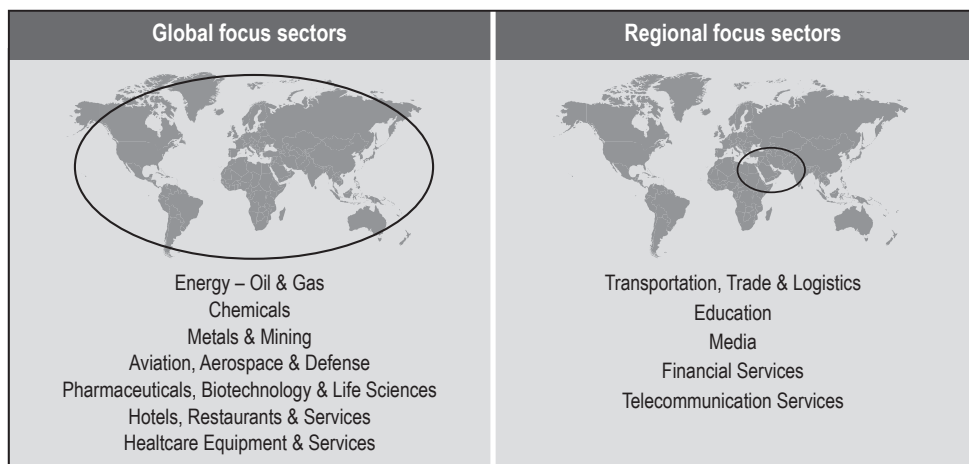 Global focus sectors
Energy – Oil & Gas
Chemicals
Metals & Mining
Aviation, Aerospace & Defense
Pharmaceuticals, Biotechnology & Life Sciences
Hotels, Restaurants & Services
Healtcare Equipment & Services
Regional focus sectors
Transportation, Trade & Logistics
Education
Media
Financial Services
Telecommunication Services